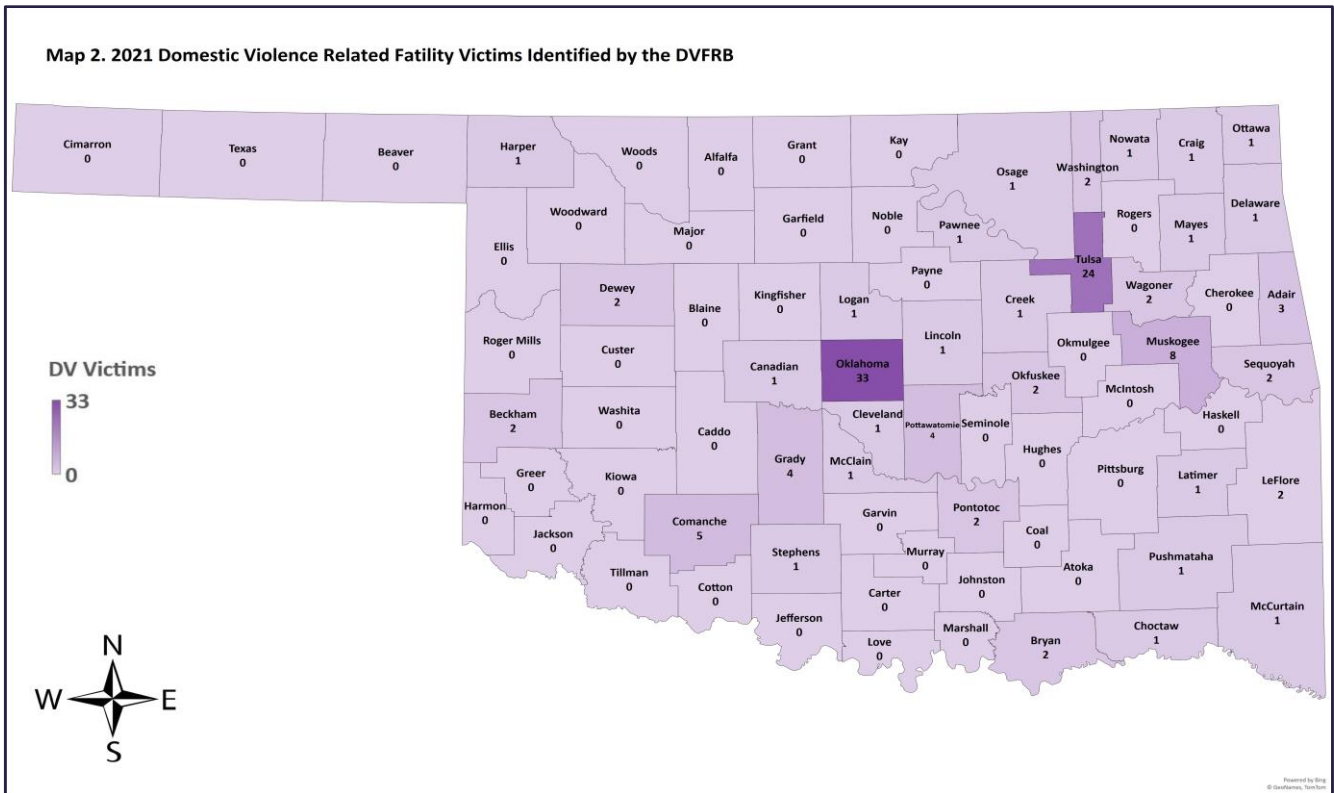 Map 2. 2021 Domestic Violence Related Fatility Victims Identified by the DVFRB
Cimarron
0
Texas
0
Beaver
0
Harper
1
Woods
0
Alfalfa
0
Grant
0
Kay
0
Osage
1
Washington
2
Nowata
1
Craig
1
Ottawa
1
Ellis
0
Woodward
0
Major
0
Garfield
0
Noble
0
Pawnee
1
Rogers
0
Mayes
1
Delaware
1
Dewey
2
Blaine
0
Kingfisher
0
Logan
1
Payne
0
Creek
1
Tulsa
24
Wagoner
2
Cherokee
0
Adair
3
Roger Mills
0
Custer
0
Canadian
1
Oklahoma
33
Lincoln
1
Okfuskee
2
Okmulgee
0
Muskogee
8
McIntosh
0
Sequoyah
2
DV Victims
33
0
Beckham
2
Washita
0
Caddo
0
Grady
4
Cleveland
1
McClain
1
Pottawatomie
4
Seminole
0
Hughes
0
Pittsburg
0
Haskell
0
Latimer
1
LeFlore
2
Harmon
0
Greer
0
Kiowa
0
Jackson
0
Comanche
5
Stephens
1
Garvin
0
Murray
0
Pontotoc
2
Coal
0
Atoka
0
Pushmataha
1
McCurtain
1
Tillman
0
Cotton
0
Jefferson
0
Carter
0
Johnston
0
Love
0
Marshall
0
Bryan
2
Choctaw
1
N
W
E
S
Powered by Bing
© GeoNames, TomTom